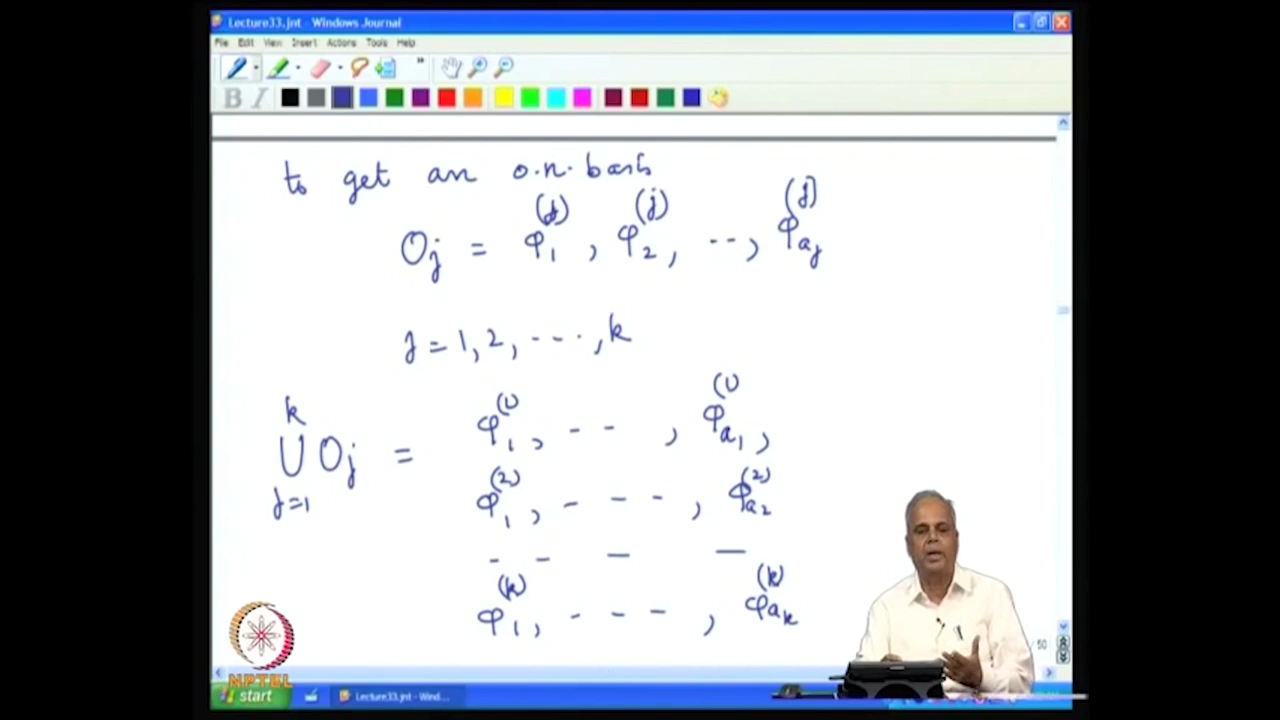 Lecture33.jnt - Windows Journal
File Edit View Insert Actions Tools Help
B I
to get an o.n. basis
O_j = φ_1^(j), φ_2^(j), --, φ_{a_j}^(j)
j = 1, 2, ----, k
⋃_{j=1}^{k} O_j = φ_1^(1), - - , φ_{a_1}^(1),
φ_1^(2), - - -, φ_{a_2}^(2)
- - - -
φ_1^(k), - - - , φ_{a_k}^(k)
/ 50
NPTEL
start
Lecture33.jnt - Wind...